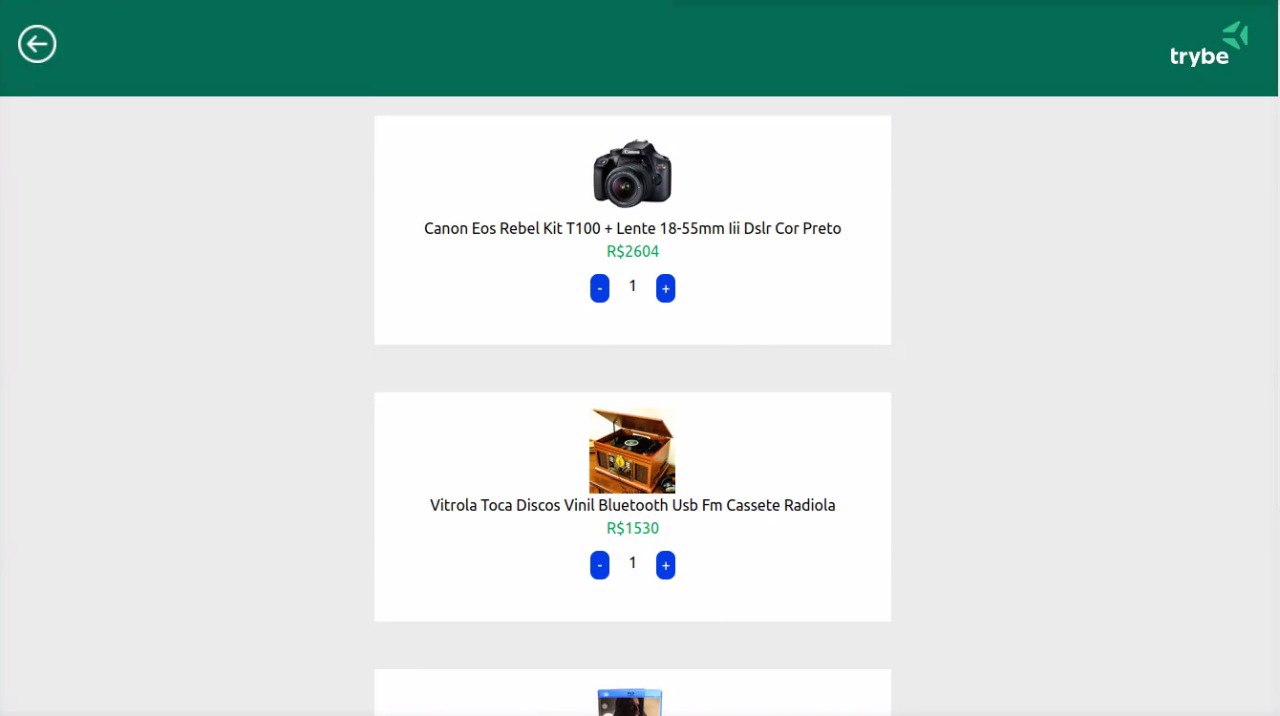 trybe
Canon Eos Rebel Kit T100 + Lente 18-55mm Iii Dslr Cor Preto
R$2604
- 1 +
Vitrola Toca Discos Vinil Bluetooth Usb Fm Cassete Radiola
R$1530
- 1 +